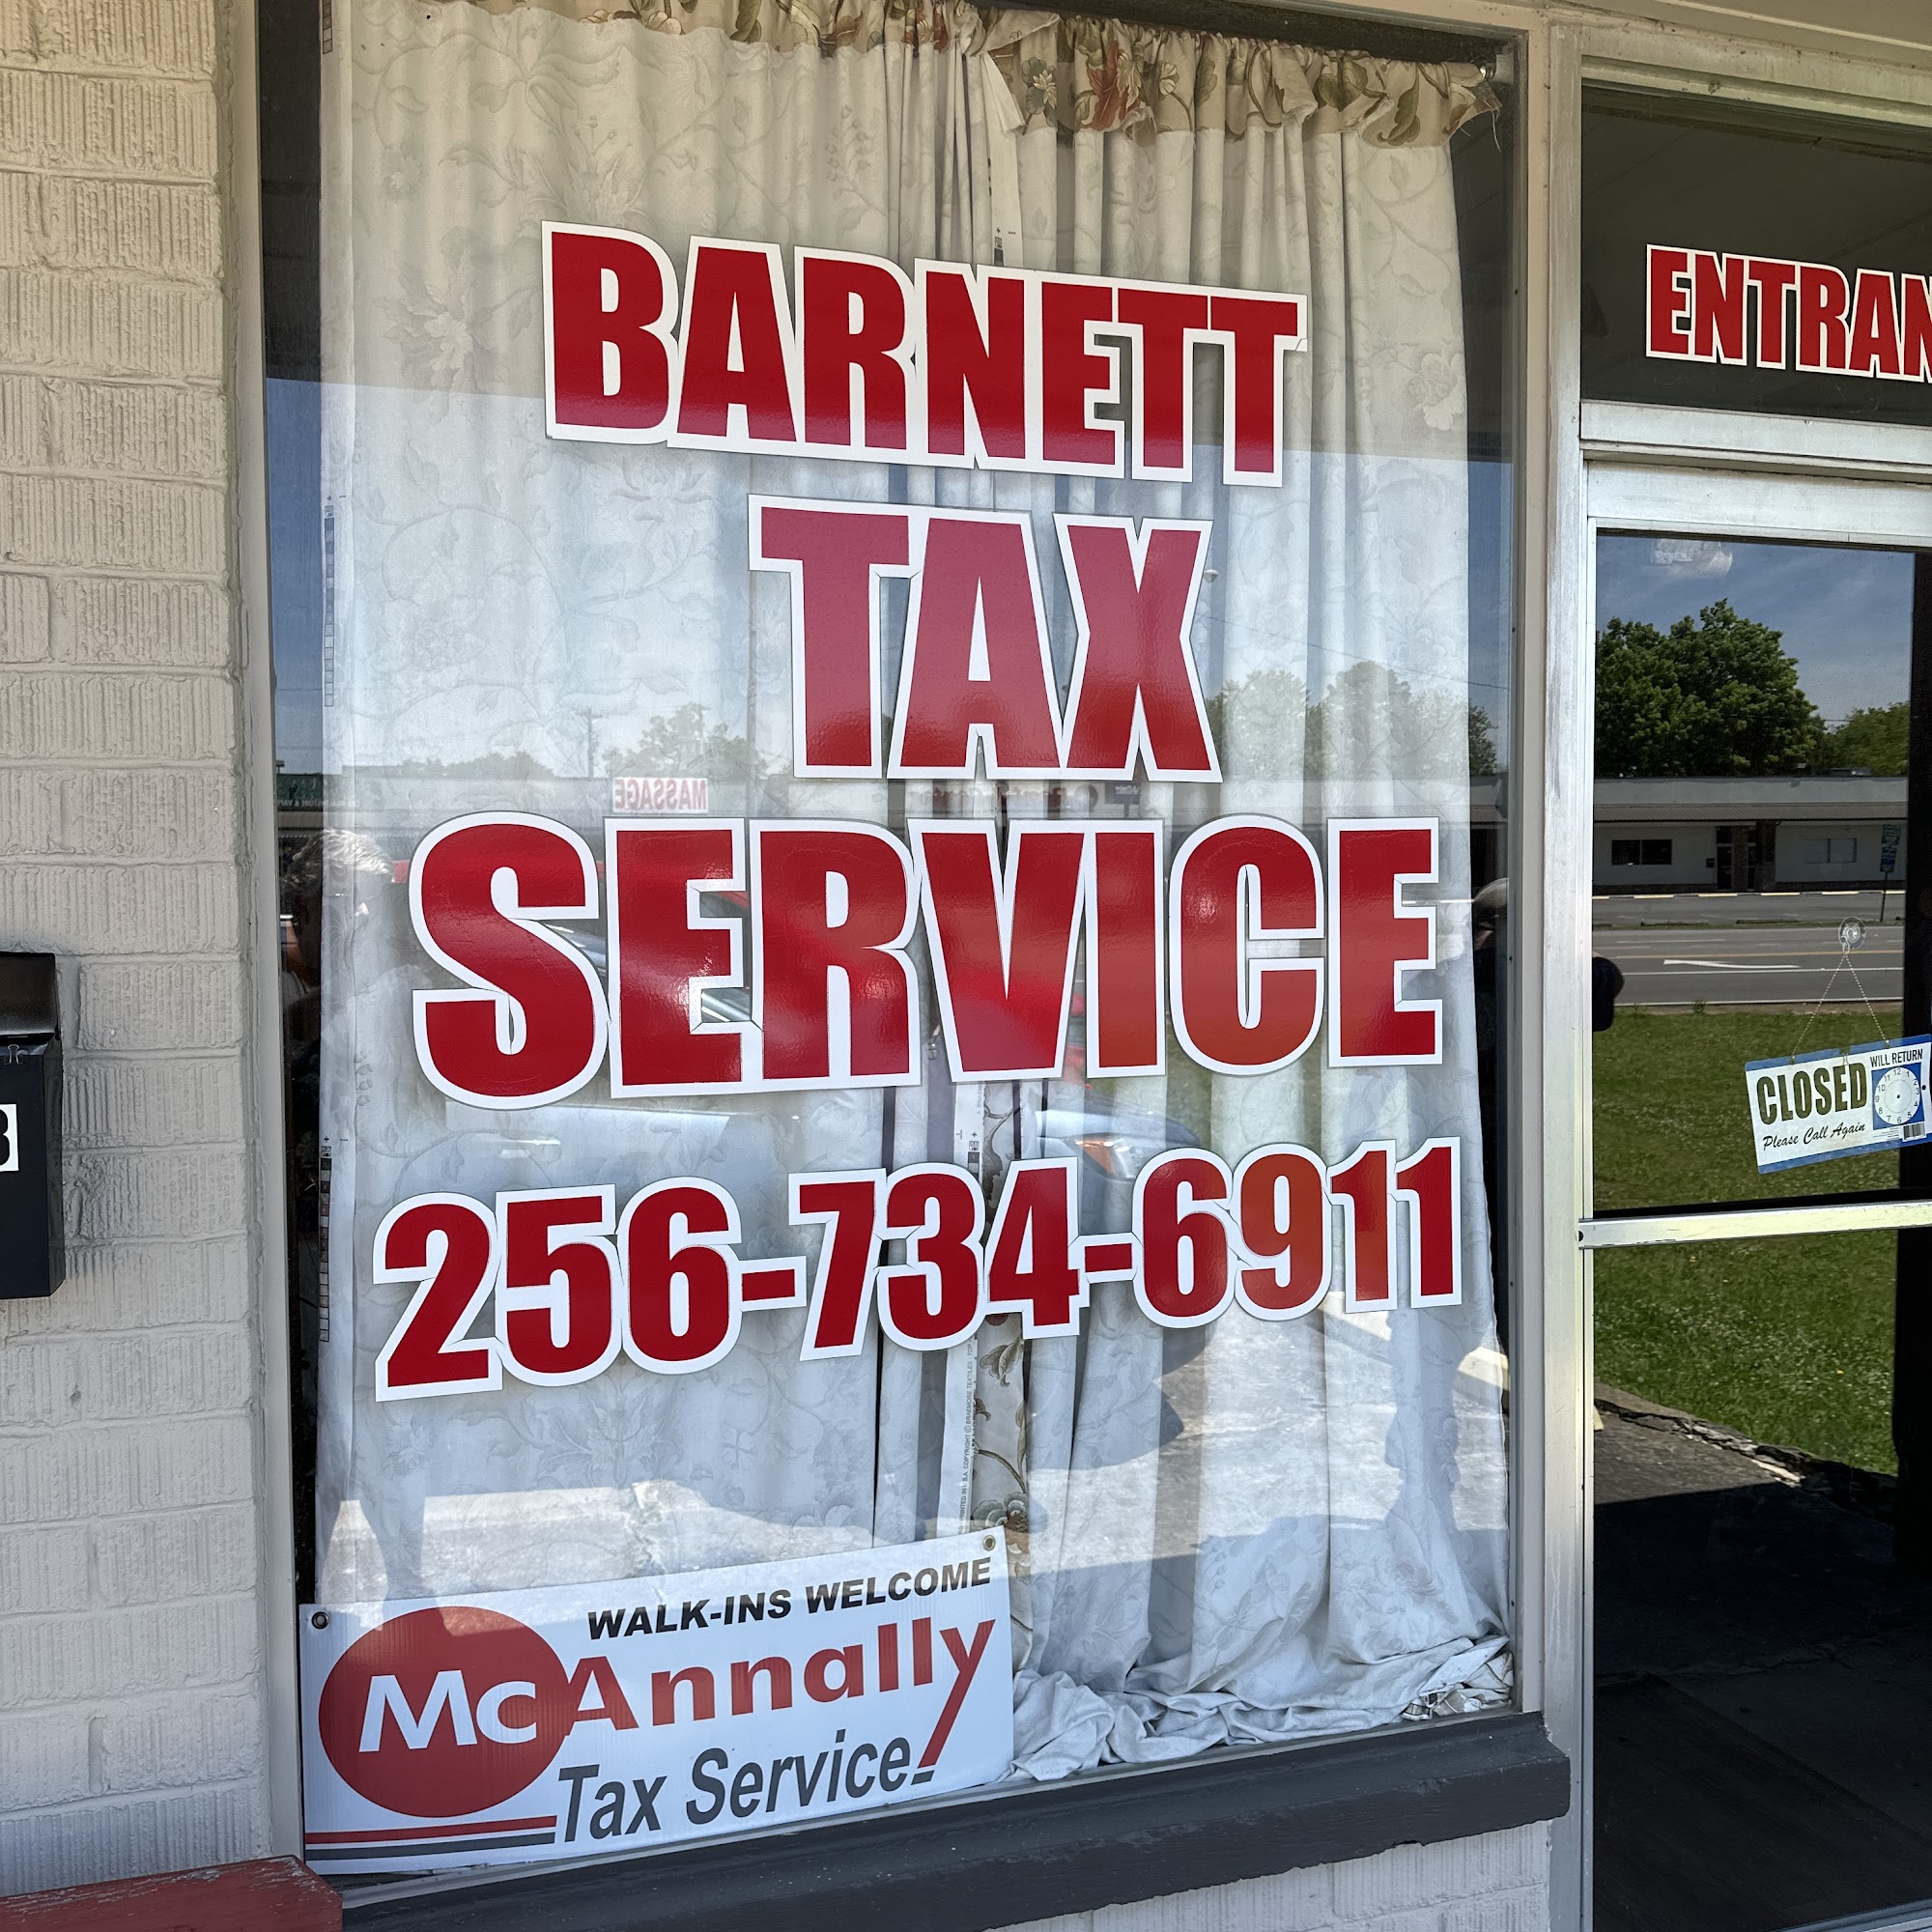 BARNETT
TAX
SERVICE
256-734-6911
WALK-INS WELCOME
McAnnally
Tax Service
ENTRAN
CLOSED
WILL RETURN
Please Call Again
MASSAGE